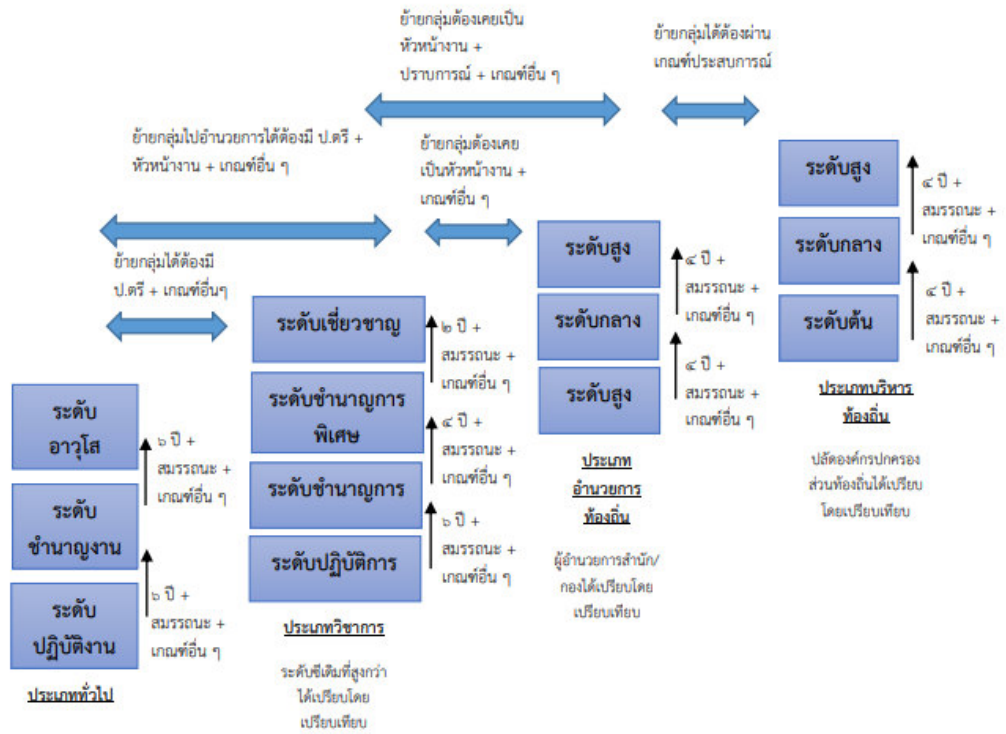 ย้ายกลุ่มต้องเคยเป็น
หัวหน้างาน +
ปราบการณ์ + เกณฑ์อื่น ๆ
ย้ายกลุ่มได้ต้องผ่าน
เกณฑ์ประสบการณ์
ย้ายกลุ่มไปอำนวยการได้ต้องมี ป.ตรี +
หัวหน้างาน + เกณฑ์อื่น ๆ
ย้ายกลุ่มต้องเคย
เป็นหัวหน้างาน +
เกณฑ์อื่น ๆ
ย้ายกลุ่มได้ต้องมี
ป.ตรี + เกณฑ์อื่นๆ
ระดับ
อาวุโส
๖ ปี +
สมรรถนะ +
เกณฑ์อื่น ๆ
ระดับ
ชำนาญงาน
๖ ปี +
สมรรถนะ +
เกณฑ์อื่น ๆ
ระดับ
ปฏิบัติงาน
ประเภททั่วไป
ระดับเชี่ยวชาญ
๒ ปี +
สมรรถนะ +
เกณฑ์อื่น ๆ
ระดับชำนาญการ
พิเศษ
๔ ปี +
สมรรถนะ +
เกณฑ์อื่น ๆ
ระดับชำนาญการ
๖ ปี +
สมรรถนะ +
เกณฑ์อื่น ๆ
ระดับปฏิบัติการ
ประเภทวิชาการ
ระดับซีเดิมที่สูงกว่า
ได้เปรียบโดย
เปรียบเทียบ
ระดับสูง
๔ ปี +
สมรรถนะ +
เกณฑ์อื่น ๆ
ระดับกลาง
๔ ปี +
สมรรถนะ +
เกณฑ์อื่น ๆ
ระดับสูง
ประเภท
อำนวยการ
ท้องถิ่น
ผู้อำนวยการสำนัก/
กองได้เปรียบโดย
เปรียบเทียบ
ระดับสูง
๔ ปี +
สมรรถนะ +
เกณฑ์อื่น ๆ
ระดับกลาง
๔ ปี +
สมรรถนะ +
เกณฑ์อื่น ๆ
ระดับต้น
ประเภทบริหาร
ท้องถิ่น
ปลัดองค์กรปกครอง
ส่วนท้องถิ่นได้เปรียบ
โดยเปรียบเทียบ